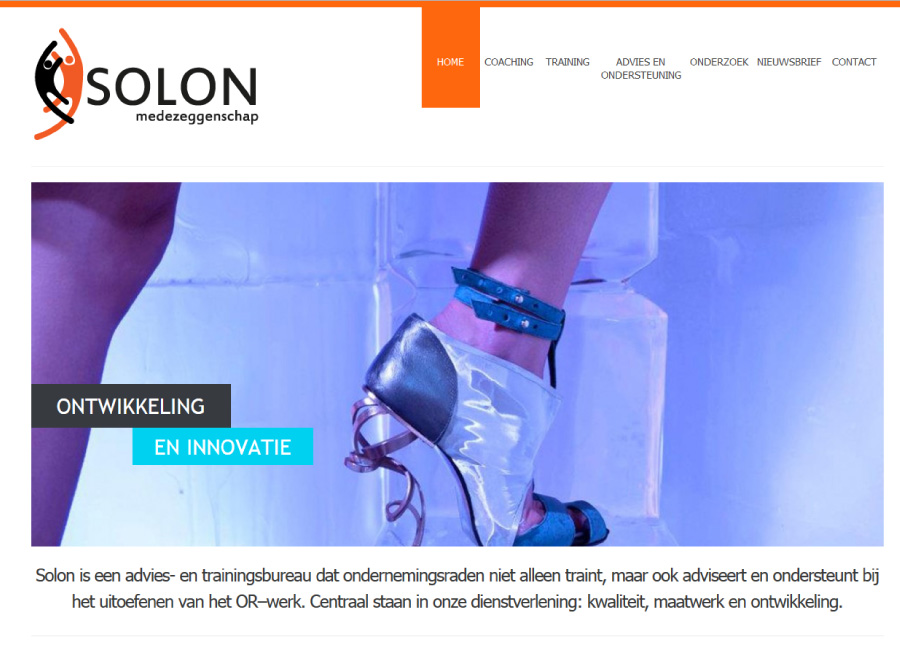 SOLON
medezeggenschap
HOME
COACHING
TRAINING
ADVIES EN
ONDERSTEUNING
ONDERZOEK
NIEUWSBRIEF
CONTACT
ONTWIKKELING
EN INNOVATIE
Solon is een advies- en trainingsbureau dat ondernemingsraden niet alleen traint, maar ook adviseert en ondersteunt bij
het uitoefenen van het OR–werk. Centraal staan in onze dienstverlening: kwaliteit, maatwerk en ontwikkeling.